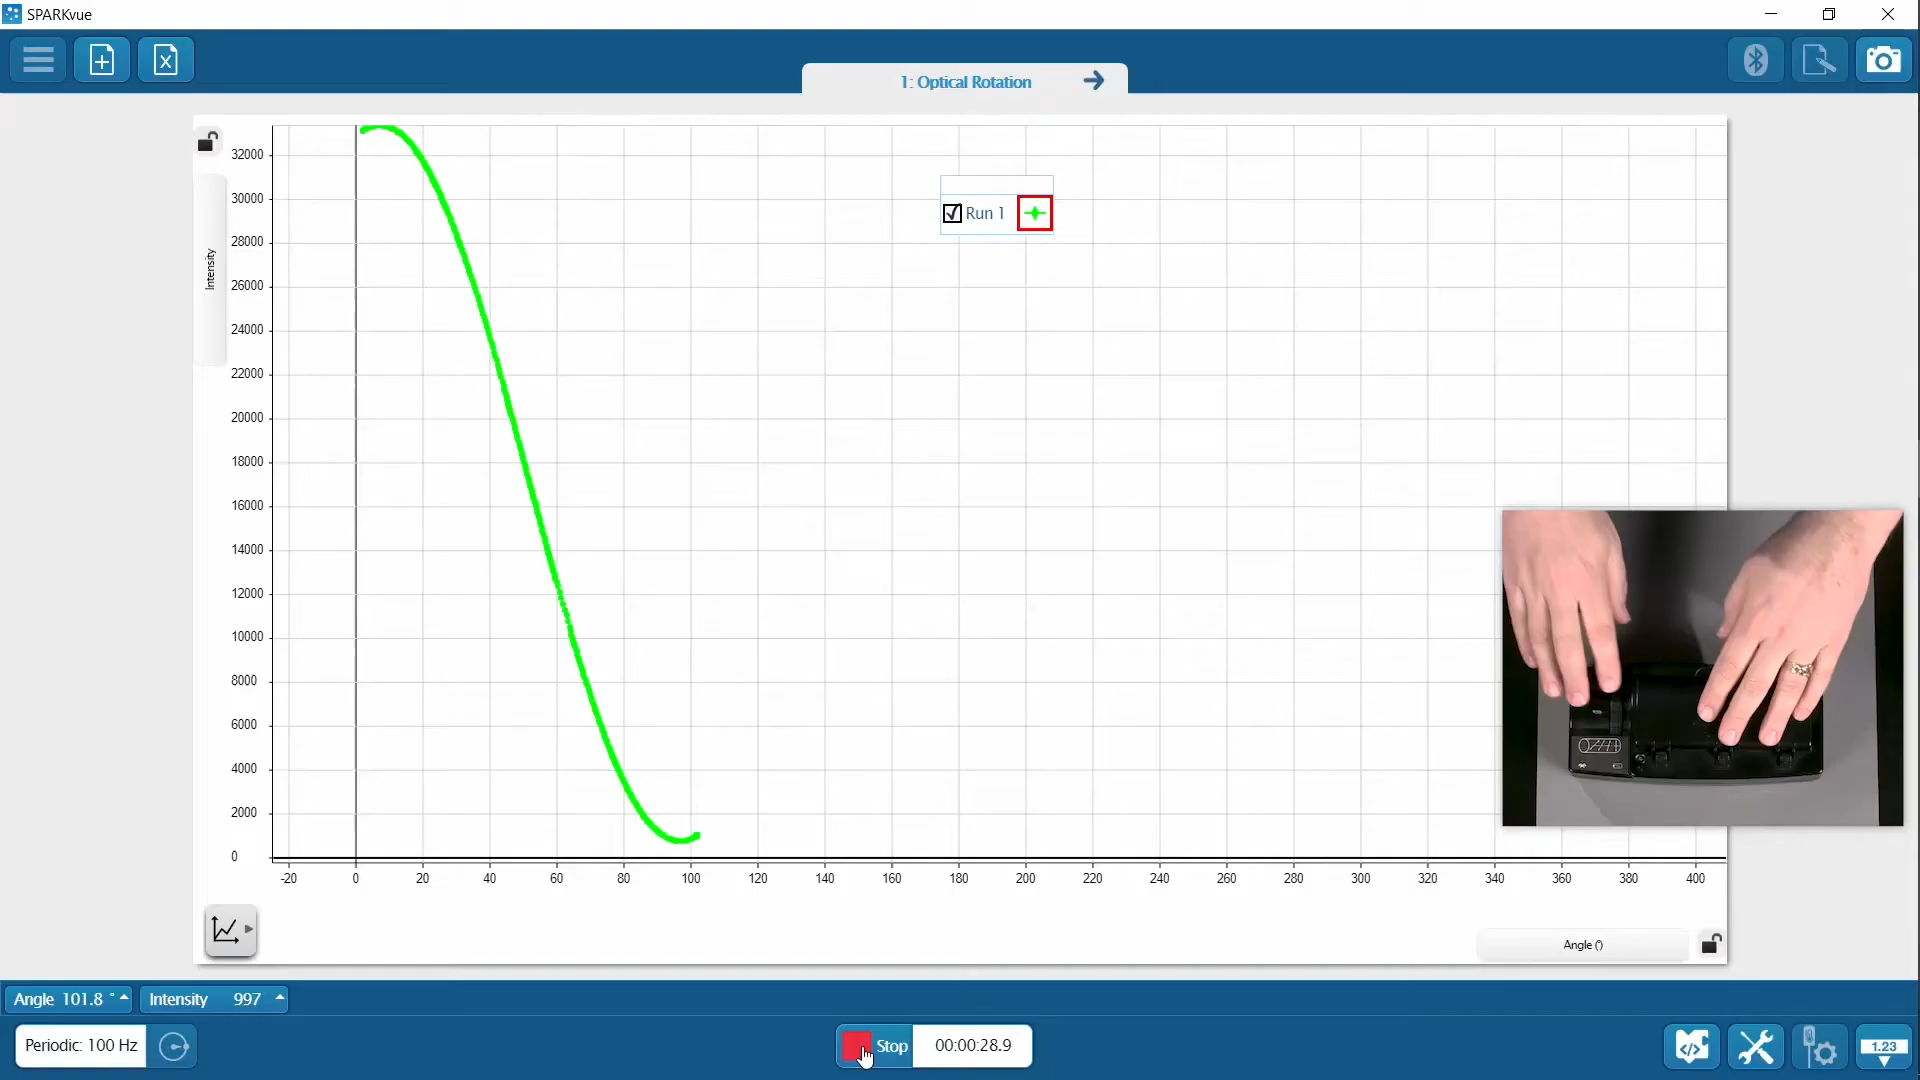 SPARKvue
1: Optical Rotation
Run 1
Intensity
32000
30000
28000
26000
24000
22000
20000
18000
16000
14000
12000
10000
8000
6000
4000
2000
0
-20 0 20 40 60 80 100 120 140 160 180 200 220 240 260 280 300 320 340 360 380 400
Angle (°)
Angle 101.8 ° Intensity 997
Periodic: 100 Hz
Stop 00:00:28.9
1.23